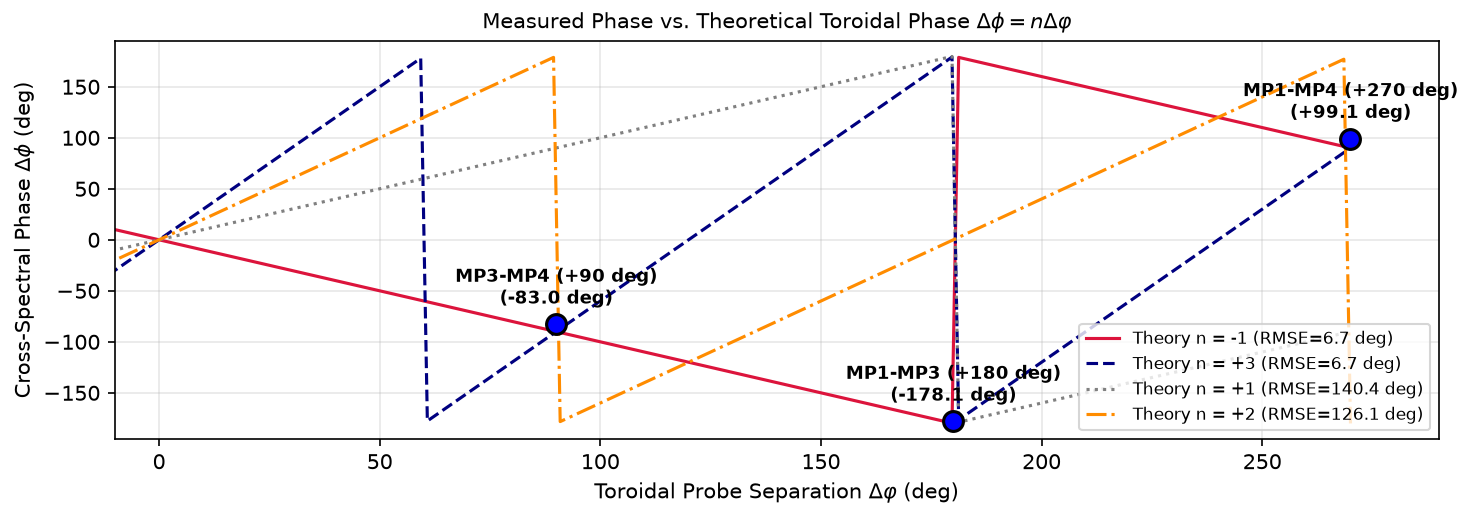 Measured Phase vs. Theoretical Toroidal Phase Δϕ = nΔφ
Cross-Spectral Phase Δϕ (deg)
150
100
50
0
−50
−100
−150
MP1-MP4 (+270 deg)
(+99.1 deg)
MP3-MP4 (+90 deg)
(-83.0 deg)
MP1-MP3 (+180 deg)
(-178.1 deg)
Theory n = -1 (RMSE=6.7 deg)
Theory n = +3 (RMSE=6.7 deg)
Theory n = +1 (RMSE=140.4 deg)
Theory n = +2 (RMSE=126.1 deg)
0 50 100 150 200 250
Toroidal Probe Separation Δφ (deg)